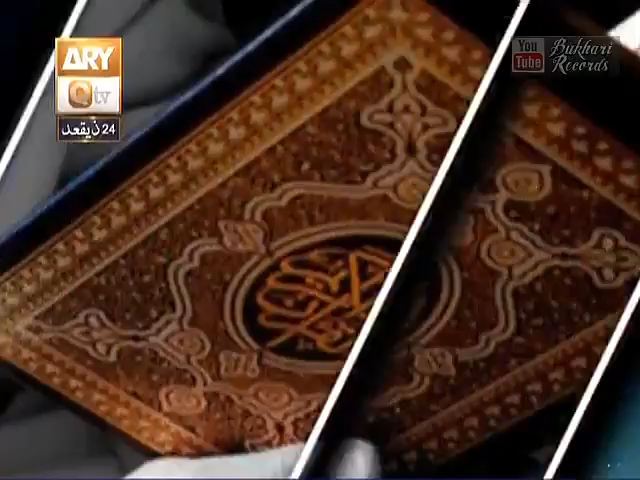 ARY
Qtv
24 ذیقعد
You Tube
Bukhari
Records